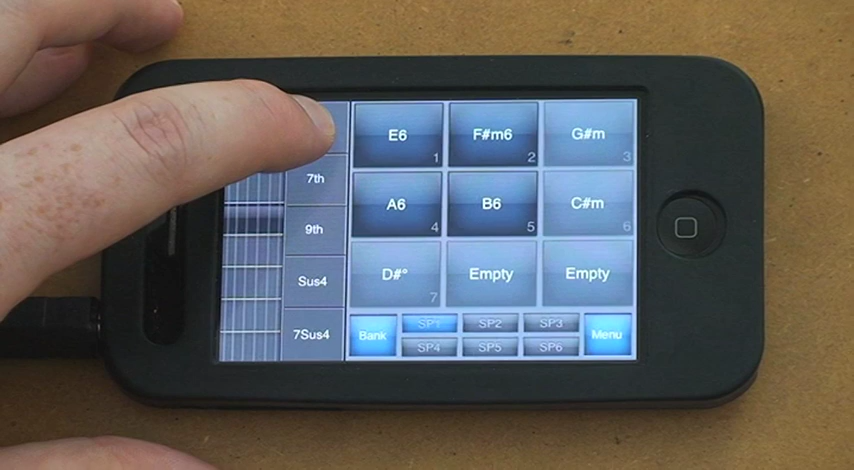 E6
1
F#m6
2
G#m
3
7th
A6
4
B6
5
C#m
6
9th
D#°
7
Empty
Empty
Sus4
7Sus4
Bank
SP1
SP2
SP3
Menu
SP4
SP5
SP6